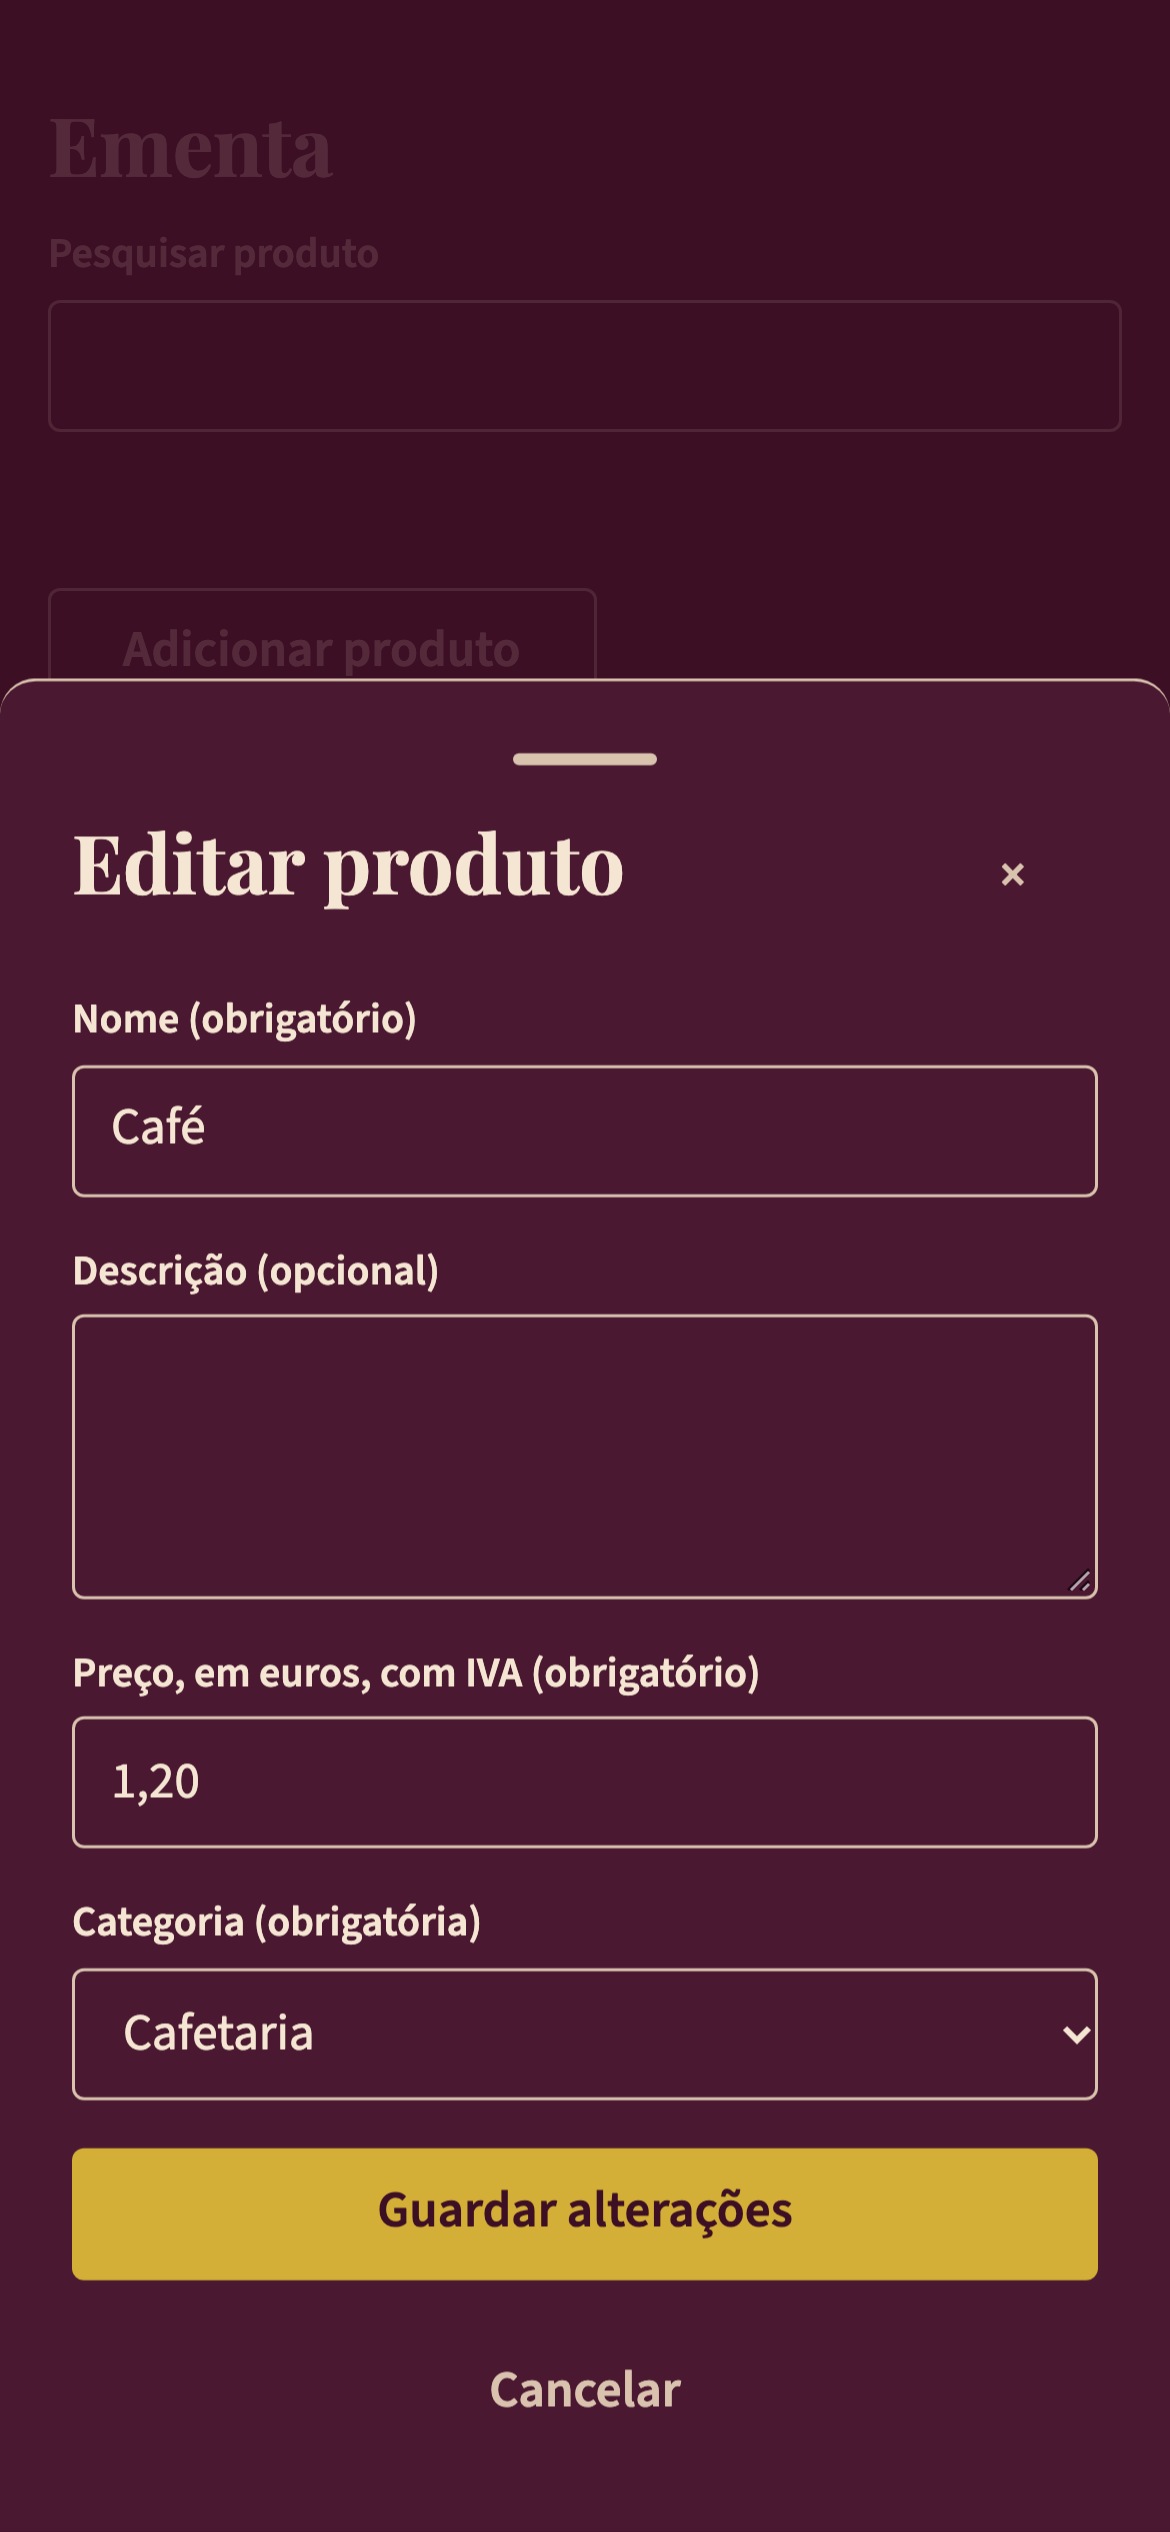 Ementa
Pesquisar produto
Adicionar produto
Editar produto
×
Nome (obrigatório)
Café
Descrição (opcional)
Preço, em euros, com IVA (obrigatório)
1,20
Categoria (obrigatória)
Cafetaria
Guardar alterações
Cancelar